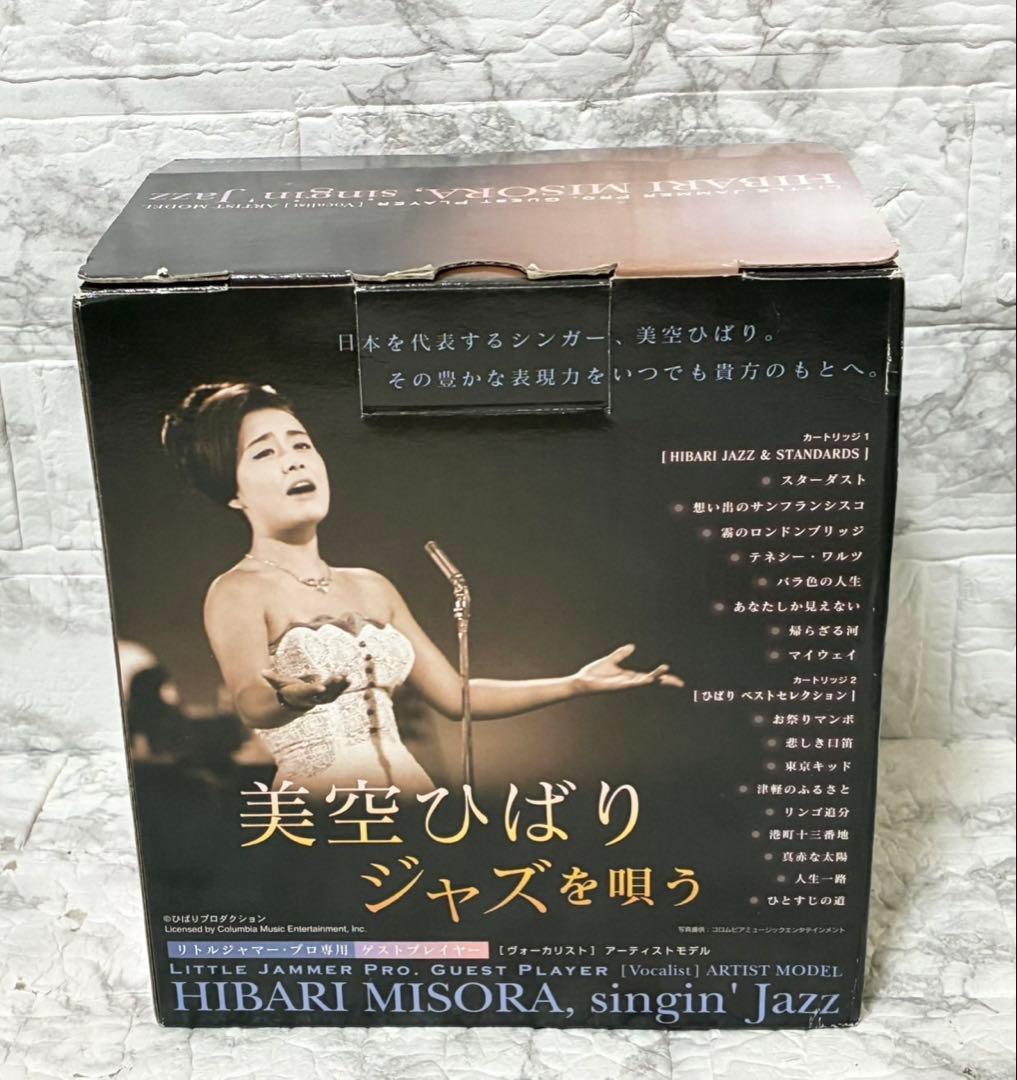 LITTLE JAMMER PRO. GUEST PLAYER [Vocalist] ARTIST MODEL
HIBARI MISORA, singin' Jazz
日本を代表するシンガー、美空ひばり。
その豊かな表現力をいつでも貴方のもとへ。
カートリッジ1
[ HIBARI JAZZ & STANDARDS ]
スターダスト
想い出のサンフランシスコ
霧のロンドンブリッジ
テネシー・ワルツ
バラ色の人生
あなたしか見えない
帰らざる河
マイウェイ
カートリッジ2
[ ひばり ベストセレクション ]
お祭りマンボ
悲しき口笛
東京キッド
津軽のふるさと
リンゴ追分
港町十三番地
真赤な太陽
人生一路
ひとすじの道
美空ひばり
ジャズを唄う
©ひばりプロダクション
Licensed by Columbia Music Entertainment, Inc.
写真提供：コロムビアミュージックエンタテインメント
リトルジャマー・プロ専用 ゲストプレイヤー [ヴォーカリスト] アーティストモデル
LITTLE JAMMER PRO. GUEST PLAYER [Vocalist] ARTIST MODEL
HIBARI MISORA, singin' Jazz